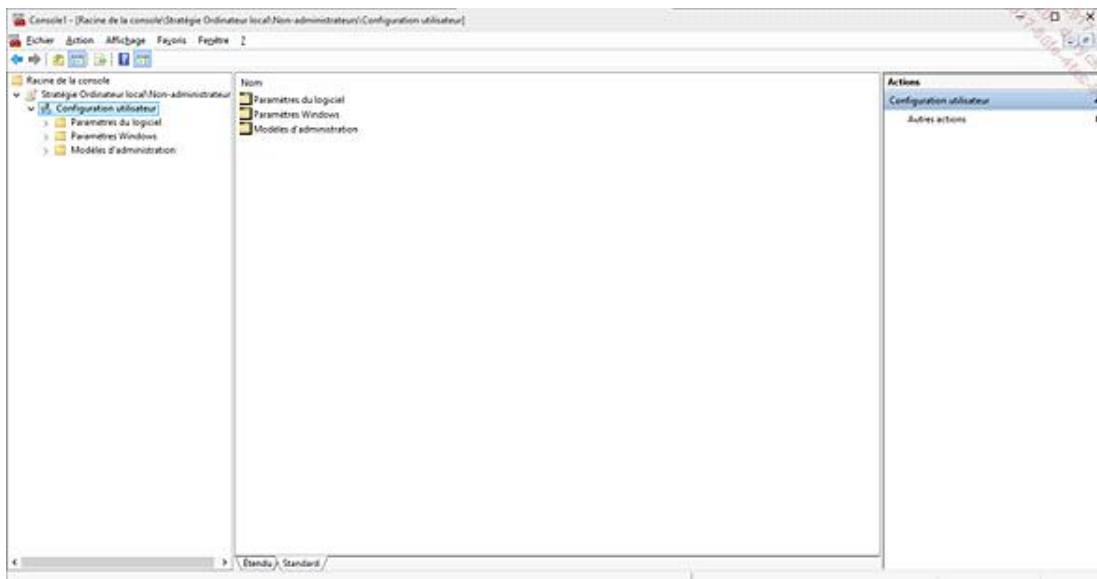 Console1 - [Racine de la console\Stratégie Ordinateur local\Non-administrateurs\Configuration utilisateur]
Fichier Action Affichage Favoris Fenêtre ?
Racine de la console
Stratégie Ordinateur local\Non-administrateur
Configuration utilisateur
Paramètres du logiciel
Paramètres Windows
Modèles d'administration
Nom
Paramètres du logiciel
Paramètres Windows
Modèles d'administration
Actions
Configuration utilisateur
Autres actions
Étendu Standard